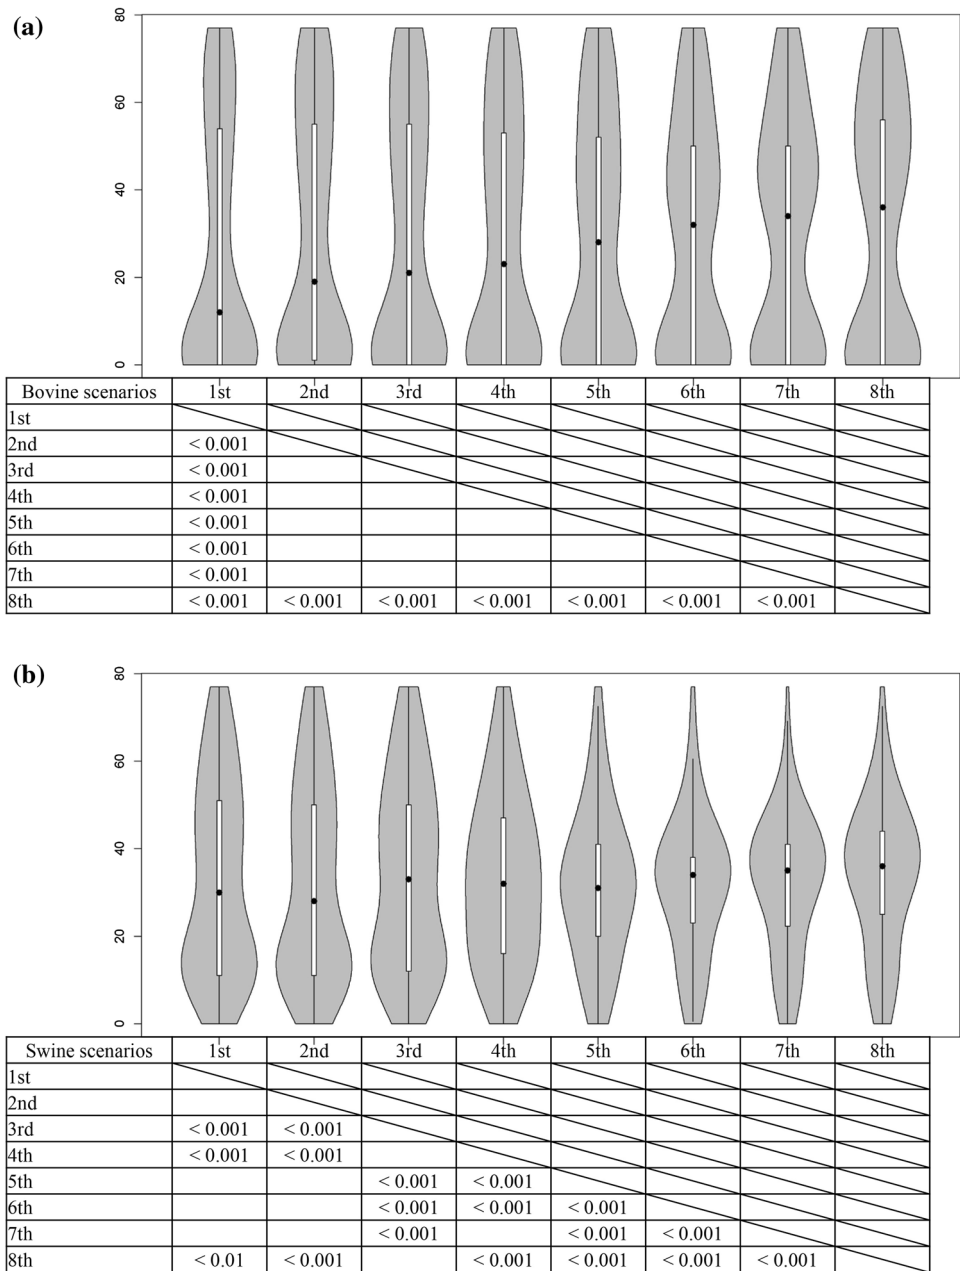 (a)
80
60
40
20
0
Bovine scenarios 1st 2nd 3rd 4th 5th 6th 7th 8th
1st
2nd < 0.001
3rd < 0.001
4th < 0.001
5th < 0.001
6th < 0.001
7th < 0.001
8th < 0.001 < 0.001 < 0.001 < 0.001 < 0.001 < 0.001 < 0.001
(b)
80
60
40
20
0
Swine scenarios 1st 2nd 3rd 4th 5th 6th 7th 8th
1st
2nd
3rd < 0.001 < 0.001
4th < 0.001 < 0.001
5th < 0.001 < 0.001
6th < 0.001 < 0.001 < 0.001
7th < 0.001 < 0.001 < 0.001
8th < 0.01 < 0.001 < 0.001 < 0.001 < 0.001 < 0.001